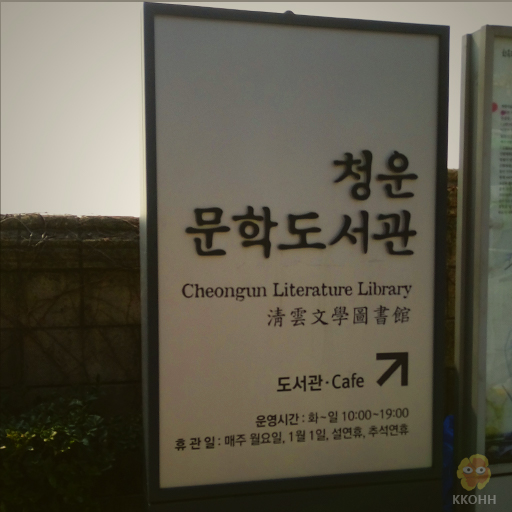 청운
문학도서관
Cheongun Literature Library
淸雲文學圖書館
도서관·Cafe
운영시간 : 화~일 10:00~19:00
휴관일 : 매주 월요일, 1월 1일, 설연휴, 추석연휴
KKOHH